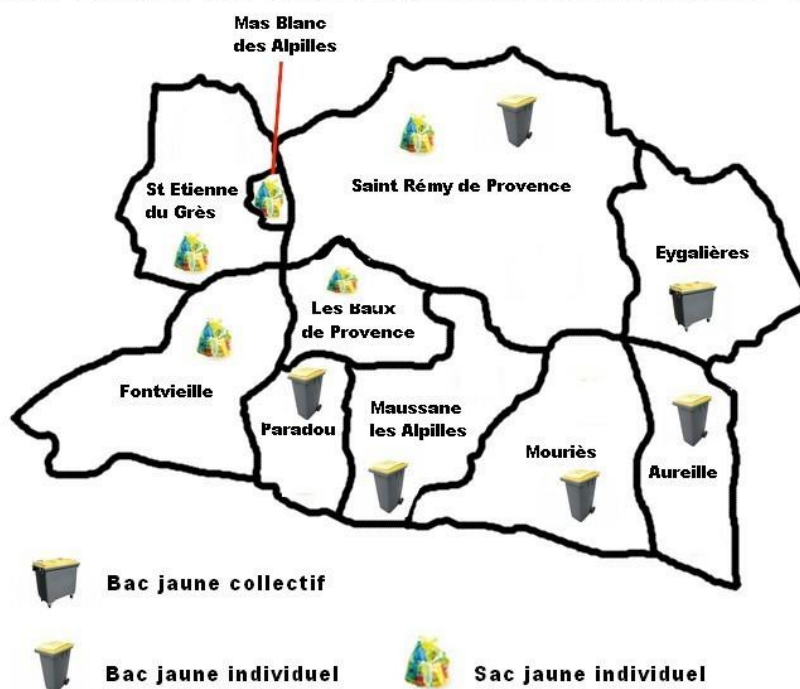 Mas Blanc
des Alpilles
St Etienne
du Grès
Saint Rémy de Provence
Eygalières
Les Baux
de Provence
Fontvieille
Paradou
Maussane
les Alpilles
Mouriès
Aureille
Bac jaune collectif
Bac jaune individuel
Sac jaune individuel